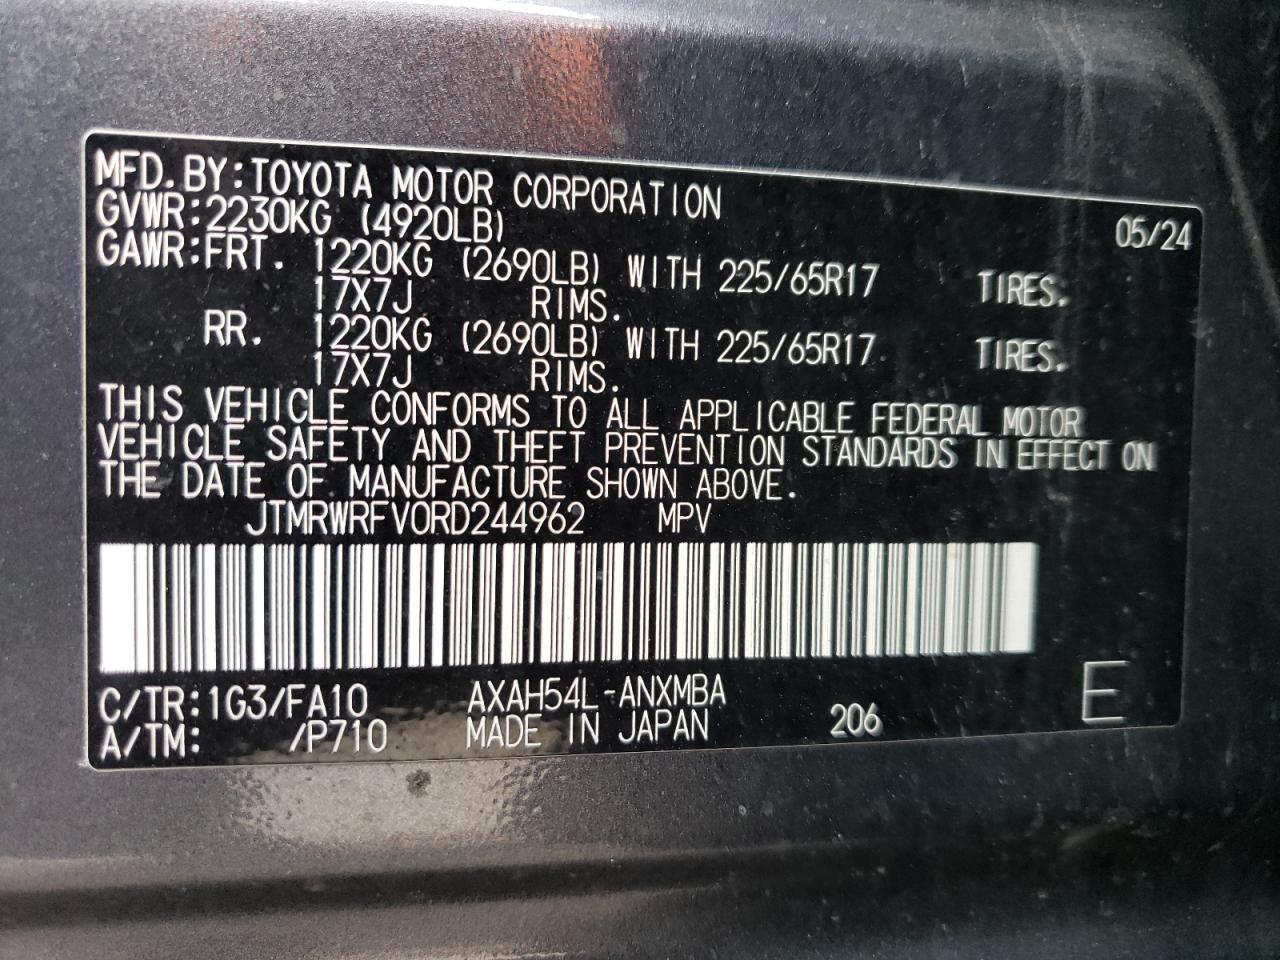 MFD.BY:TOYOTA MOTOR CORPORATION
GVWR:2230KG (4920LB) 05/24
GAWR:FRT. 1220KG (2690LB) WITH 225/65R17 TIRES.
17X7J RIMS.
RR. 1220KG (2690LB) WITH 225/65R17 TIRES.
17X7J RIMS.
THIS VEHICLE CONFORMS TO ALL APPLICABLE FEDERAL MOTOR
VEHICLE SAFETY AND THEFT PREVENTION STANDARDS IN EFFECT ON
THE DATE OF MANUFACTURE SHOWN ABOVE.
JTMRWRFV0RD244962 MPV
C/TR:1G3/FA10 AXAH54L-ANXMBA
A/TM: /P710 MADE IN JAPAN 206 E